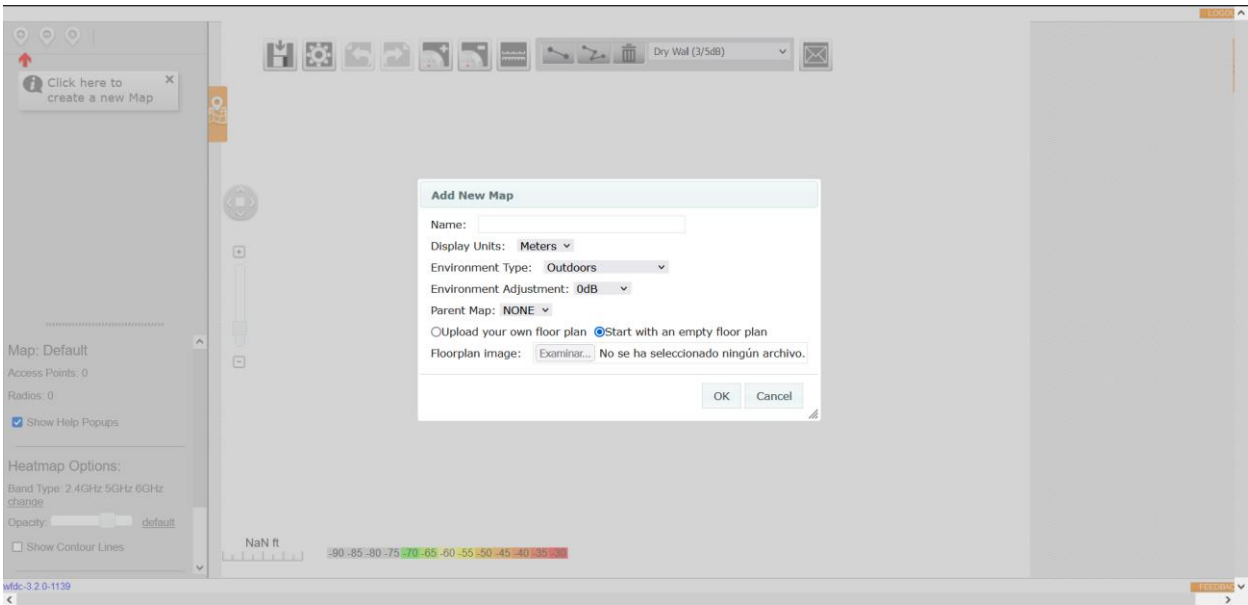 LOGOUT
Click here to
create a new Map
Dry Wall (3/5dB)
Add New Map
Name:
Display Units: Meters
Environment Type: Outdoors
Environment Adjustment: 0dB
Parent Map: NONE
Upload your own floor plan Start with an empty floor plan
Floorplan image: Examinar... No se ha seleccionado ningún archivo.
OK Cancel
Map: Default
Access Points: 0
Radios: 0
Show Help Popups
Heatmap Options:
Band Type: 2.4GHz 5GHz 6GHz
change
Opacity: default
Show Contour Lines
NaN ft
-90 -85 -80 -75 -70 -65 -60 -55 -50 -45 -40 -35 -30
wfdc-3.2.0-1139
FEEDBAC